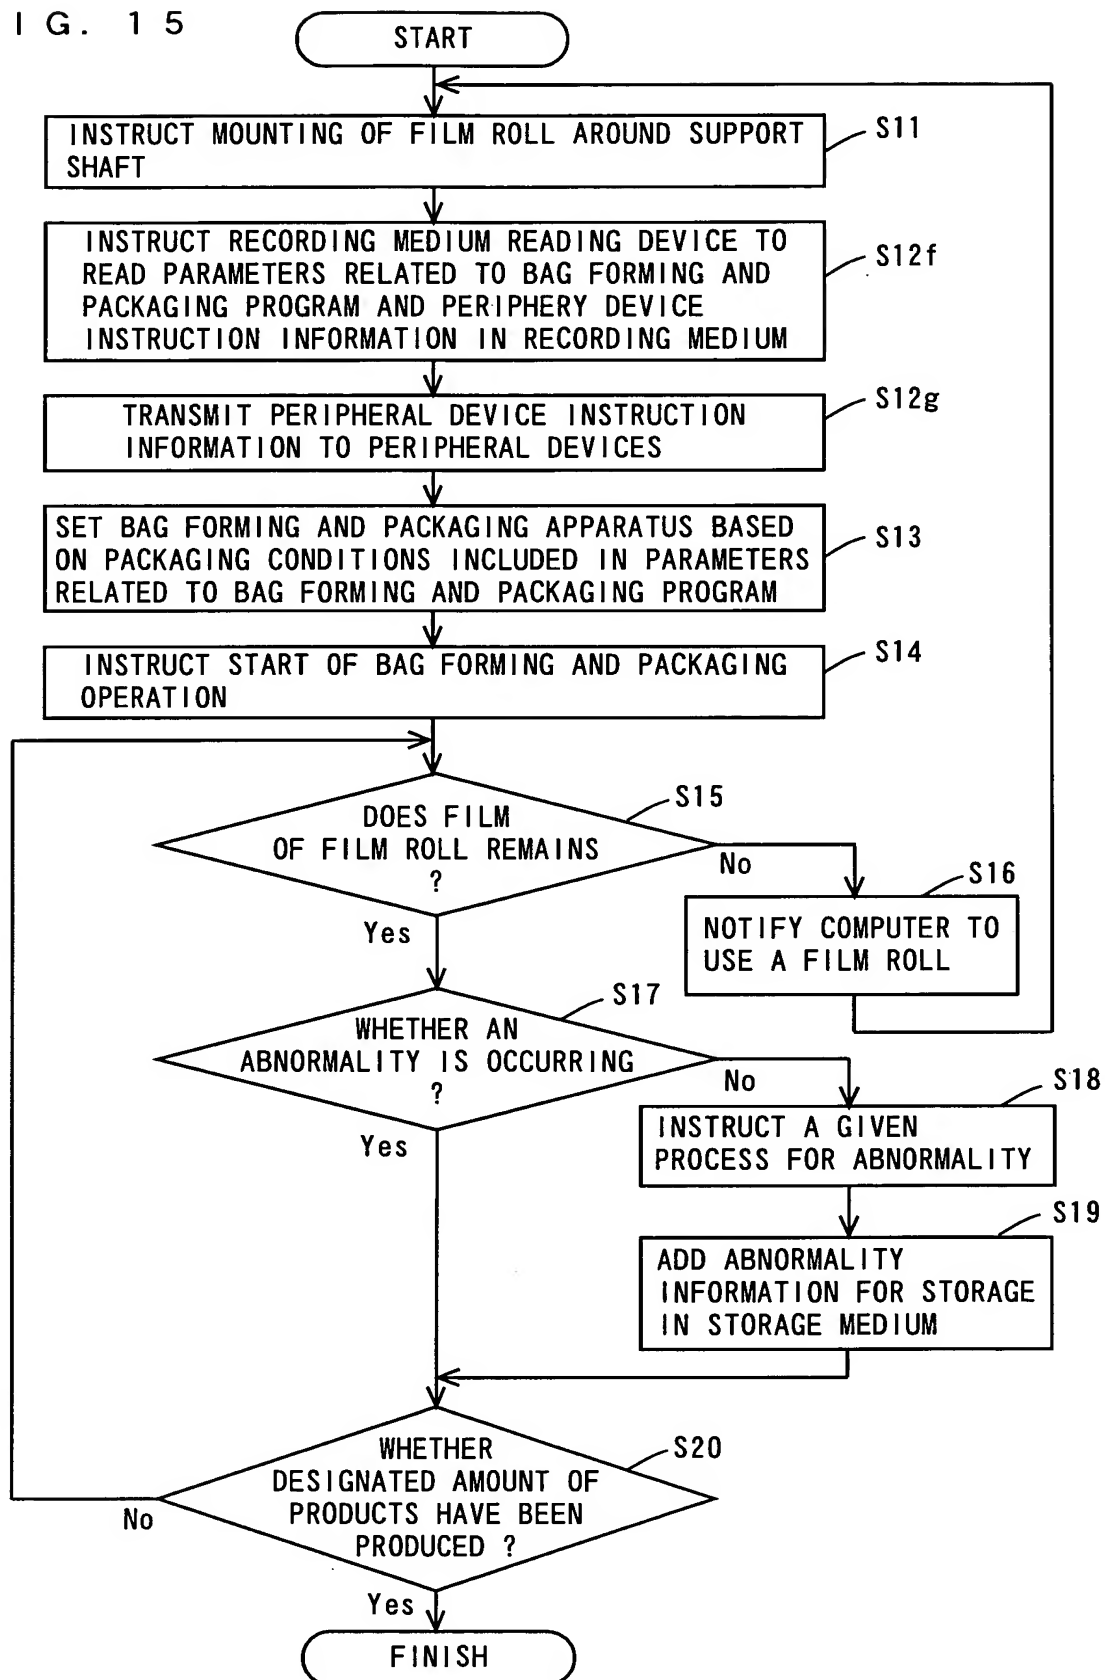 IG. 15
START
INSTRUCT MOUNTING OF FILM ROLL AROUND SUPPORT
SHAFT
S11
INSTRUCT RECORDING MEDIUM READING DEVICE TO
READ PARAMETERS RELATED TO BAG FORMING AND
PACKAGING PROGRAM AND PERIPHERY DEVICE
INSTRUCTION INFORMATION IN RECORDING MEDIUM
S12f
TRANSMIT PERIPHERAL DEVICE INSTRUCTION
INFORMATION TO PERIPHERAL DEVICES
S12g
SET BAG FORMING AND PACKAGING APPARATUS BASED
ON PACKAGING CONDITIONS INCLUDED IN PARAMETERS
RELATED TO BAG FORMING AND PACKAGING PROGRAM
S13
INSTRUCT START OF BAG FORMING AND PACKAGING
OPERATION
S14
DOES FILM
OF FILM ROLL REMAINS
?
S15
No
Yes
S16
NOTIFY COMPUTER TO
USE A FILM ROLL
WHETHER AN
ABNORMALITY IS OCCURRING
?
S17
No
Yes
S18
INSTRUCT A GIVEN
PROCESS FOR ABNORMALITY
S19
ADD ABNORMALITY
INFORMATION FOR STORAGE
IN STORAGE MEDIUM
WHETHER
DESIGNATED AMOUNT OF
PRODUCTS HAVE BEEN
PRODUCED ?
S20
No
Yes
FINISH